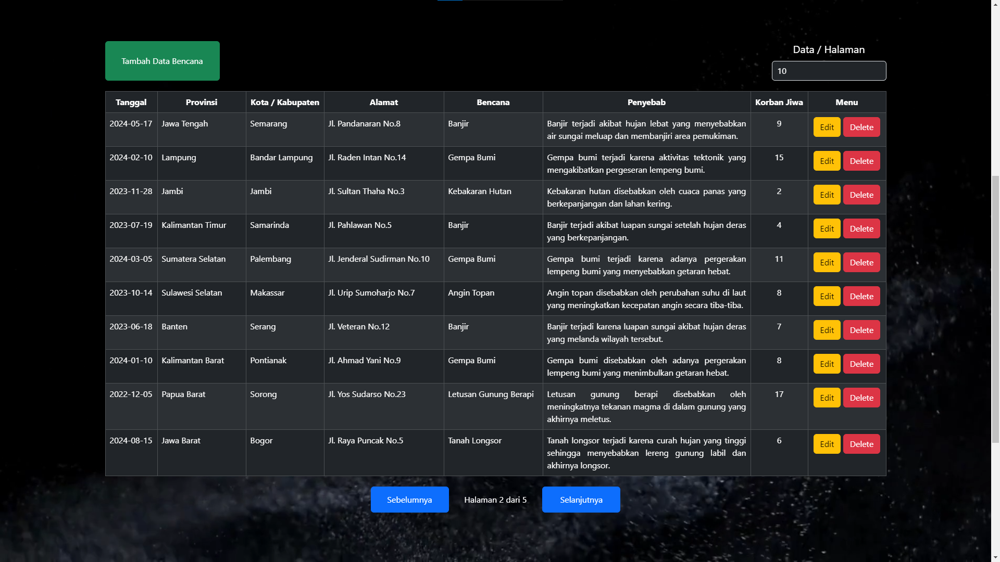 Tambah Data Bencana
Data / Halaman
10
Tanggal Provinsi Kota / Kabupaten Alamat Bencana Penyebab Korban Jiwa Menu
2024-05-17 Jawa Tengah Semarang Jl. Pandanaran No.8 Banjir Banjir terjadi akibat hujan lebat yang menyebabkan 9 Edit Delete
air sungai meluap dan membanjiri area pemukiman.
2024-02-10 Lampung Bandar Lampung Jl. Raden Intan No.14 Gempa Bumi Gempa bumi terjadi karena aktivitas tektonik yang 15 Edit Delete
mengakibatkan pergeseran lempeng bumi.
2023-11-28 Jambi Jambi Jl. Sultan Thaha No.3 Kebakaran Hutan Kebakaran hutan disebabkan oleh cuaca panas yang 2 Edit Delete
berkepanjangan dan lahan kering.
2023-07-19 Kalimantan Timur Samarinda Jl. Pahlawan No.5 Banjir Banjir terjadi akibat luapan sungai setelah hujan deras 4 Edit Delete
yang berkepanjangan.
2024-03-05 Sumatera Selatan Palembang Jl. Jenderal Sudirman No.10 Gempa Bumi Gempa bumi terjadi karena adanya pergerakan 11 Edit Delete
lempeng bumi yang menyebabkan getaran hebat.
2023-10-14 Sulawesi Selatan Makassar Jl. Urip Sumoharjo No.7 Angin Topan Angin topan disebabkan oleh perubahan suhu di laut 8 Edit Delete
yang meningkatkan kecepatan angin secara tiba-tiba.
2023-06-18 Banten Serang Jl. Veteran No.12 Banjir Banjir terjadi karena luapan sungai akibat hujan deras 7 Edit Delete
yang melanda wilayah tersebut.
2024-01-10 Kalimantan Barat Pontianak Jl. Ahmad Yani No.9 Gempa Bumi Gempa bumi disebabkan oleh adanya pergerakan 8 Edit Delete
lempeng bumi yang menimbulkan getaran hebat.
2022-12-05 Papua Barat Sorong Jl. Yos Sudarso No.23 Letusan Gunung Berapi Letusan gunung berapi disebabkan oleh 17 Edit Delete
meningkatnya tekanan magma di dalam gunung yang
akhirnya meletus.
2024-08-15 Jawa Barat Bogor Jl. Raya Puncak No.5 Tanah Longsor Tanah longsor terjadi karena curah hujan yang tinggi 6 Edit Delete
sehingga menyebabkan lereng gunung labil dan
akhirnya longsor.
Sebelumnya Halaman 2 dari 5 Selanjutnya